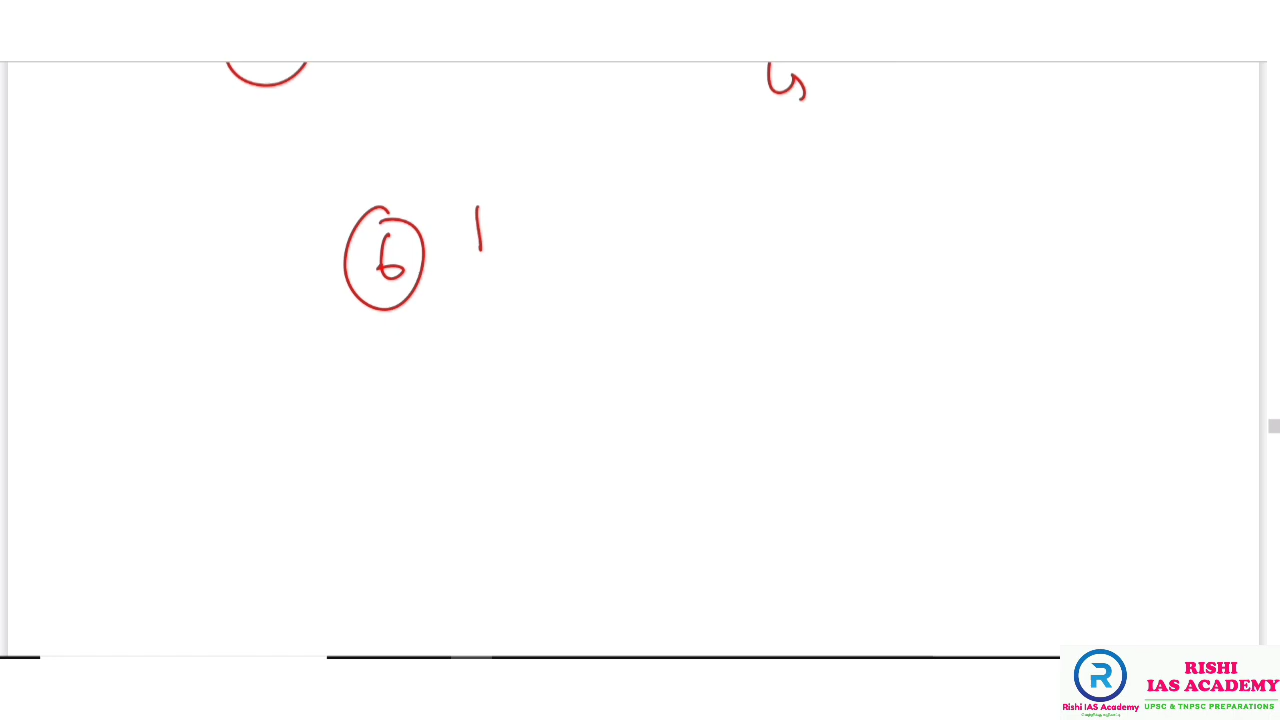 6 1
RISHI
IAS ACADEMY
Rishi IAS Academy
UPSC & TNPSC PREPARATIONS